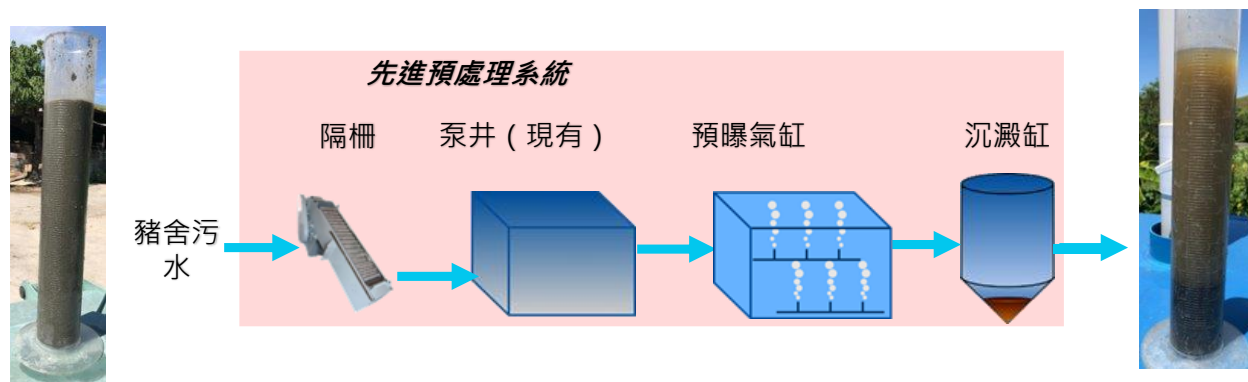 先進預處理系統
隔柵
泵井（現有）
預曝氣缸
沉澱缸
豬舍污
水